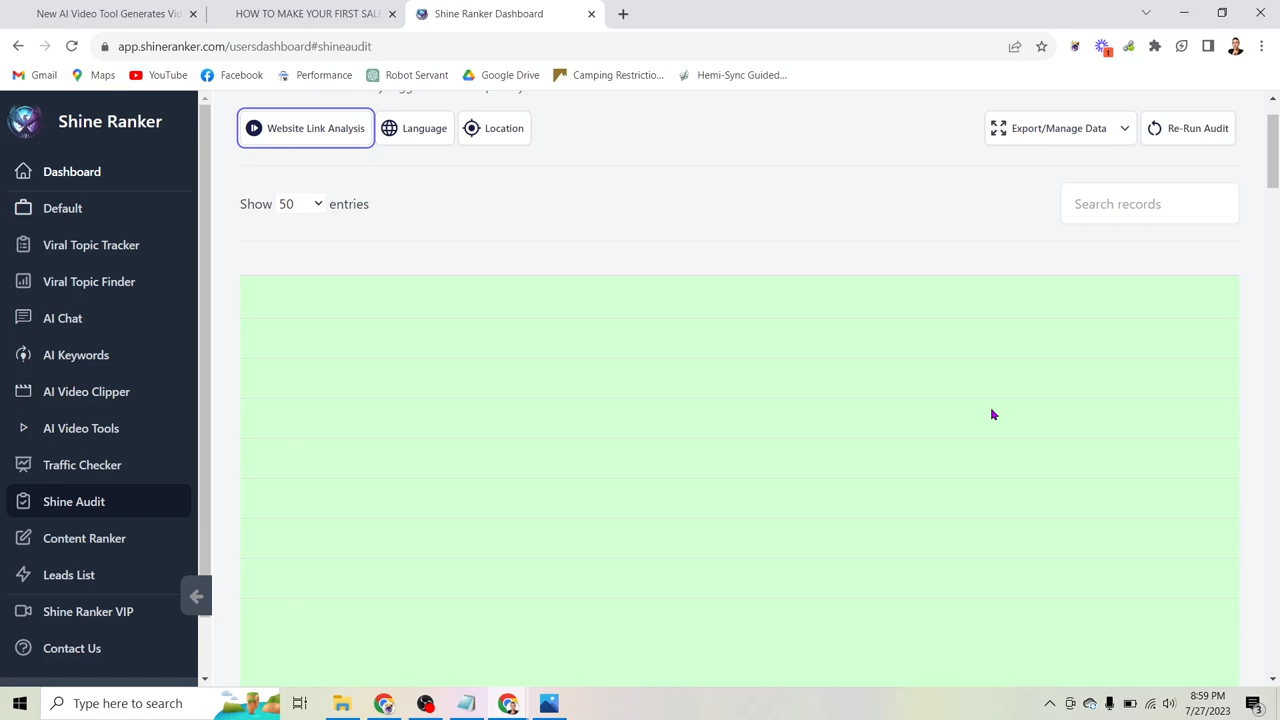 New AI Video Tool Generates Vi
HOW TO MAKE YOUR FIRST SAL
Shine Ranker Dashboard
app.shineranker.com/usersdashboard#shineaudit
1
Gmail
Maps
YouTube
Facebook
Performance
Robot Servant
Google Drive
Camping Restrictio...
Hemi-Sync Guided...
Shine Ranker
Dashboard
Default
Viral Topic Tracker
Viral Topic Finder
AI Chat
AI Keywords
AI Video Clipper
AI Video Tools
Traffic Checker
Shine Audit
Content Ranker
Leads List
Shine Ranker VIP
Contact Us
Website Link Analysis
Language
Location
Export/Manage Data
Re-Run Audit
Show 50 entries
Search records
Type here to search
8:59 PM
7/27/2023
3